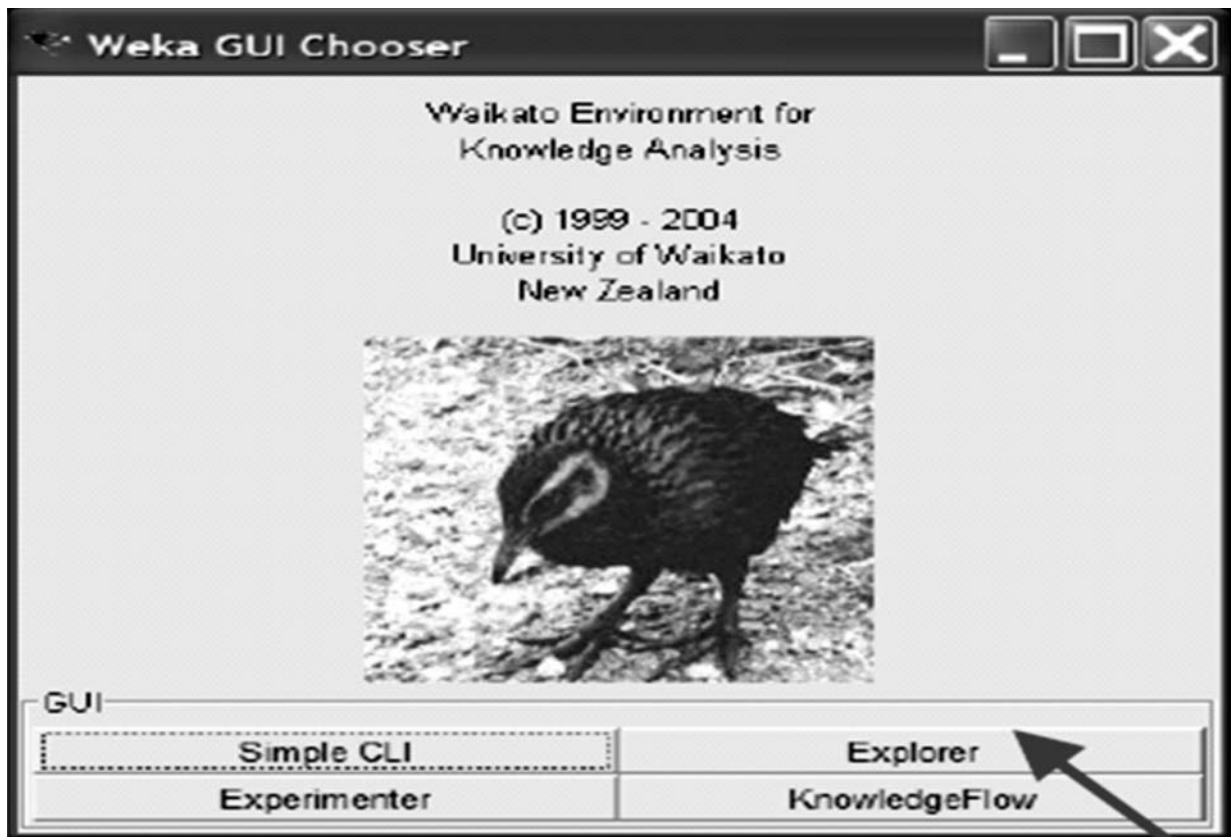 Weka GUI Chooser
Waikato Environment for
Knowledge Analysis
(c) 1999 - 2004
University of Waikato
New Zealand
GUI
Simple CLI
Explorer
Experimenter
KnowledgeFlow